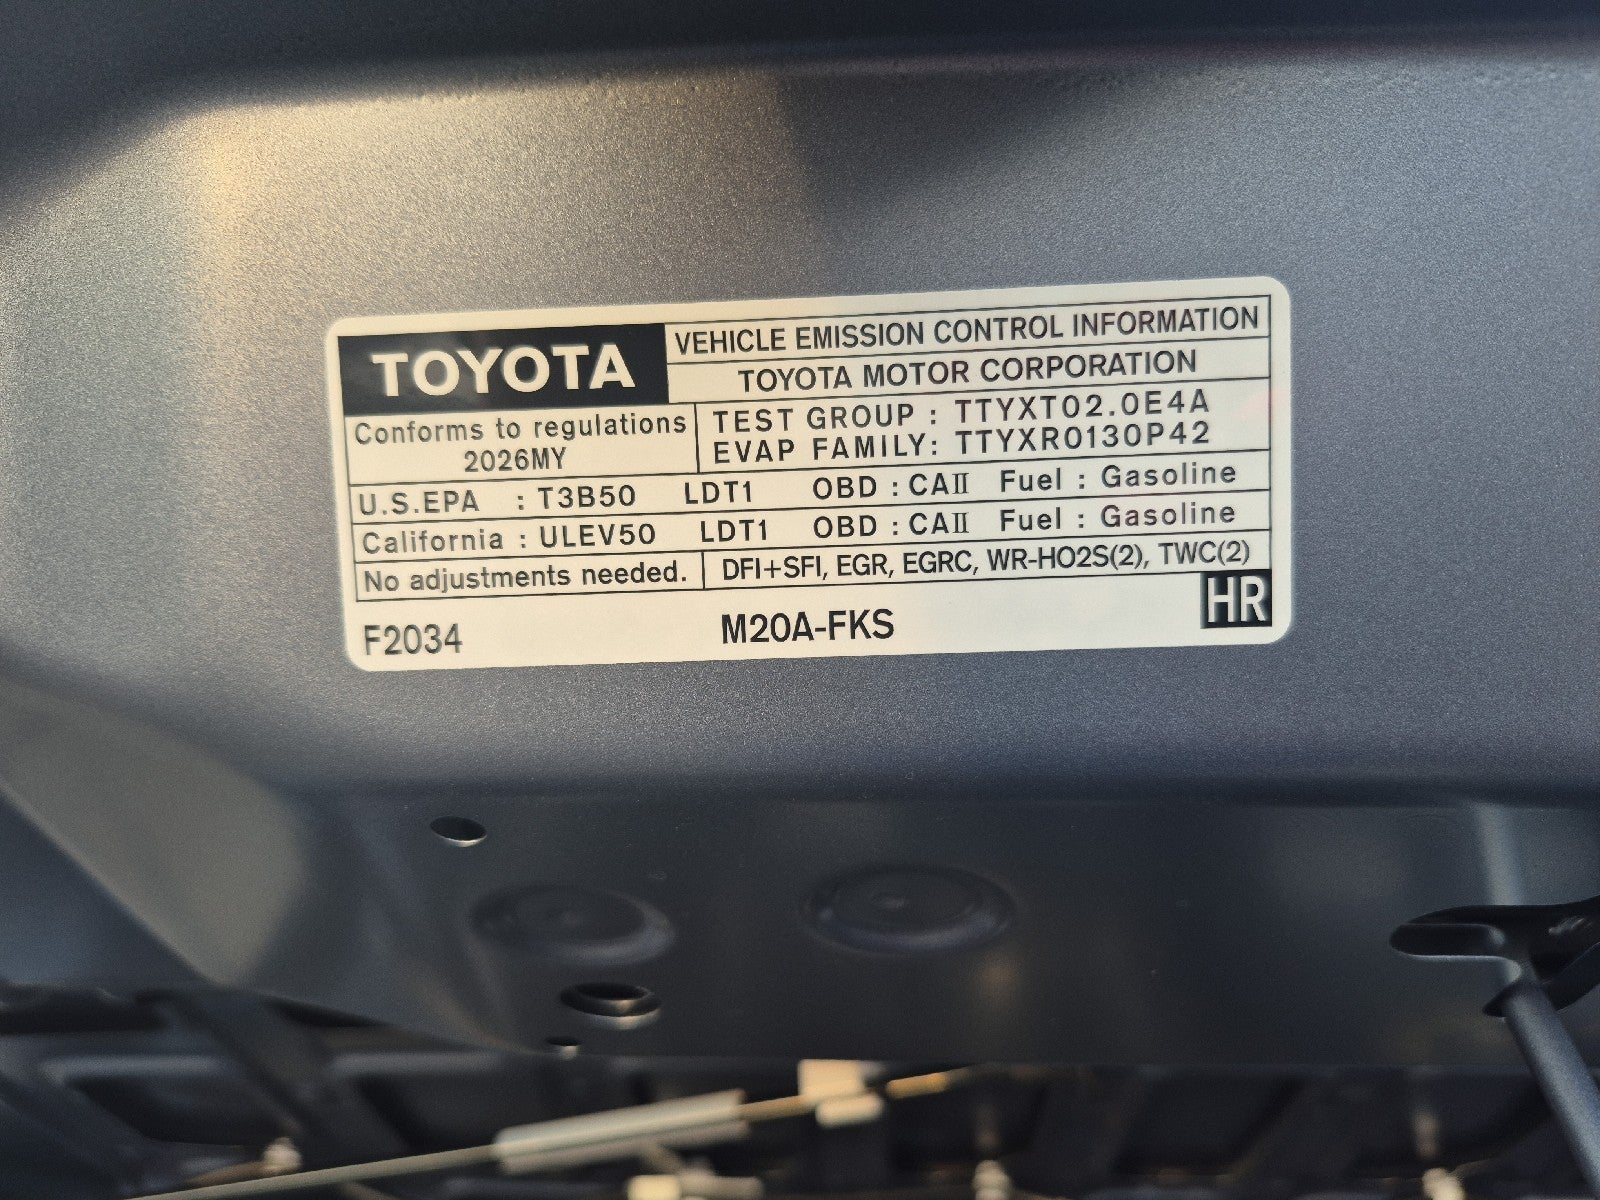 TOYOTA
VEHICLE EMISSION CONTROL INFORMATION
TOYOTA MOTOR CORPORATION
Conforms to regulations
2026MY
TEST GROUP : TTYXT02.0E4A
EVAP FAMILY: TTYXR0130P42
U.S.EPA : T3B50 LDT1 OBD : CAII Fuel : Gasoline
California : ULEV50 LDT1 OBD : CAII Fuel : Gasoline
No adjustments needed. DFI+SFI, EGR, EGRC, WR-HO2S(2), TWC(2)
F2034 M20A-FKS HR